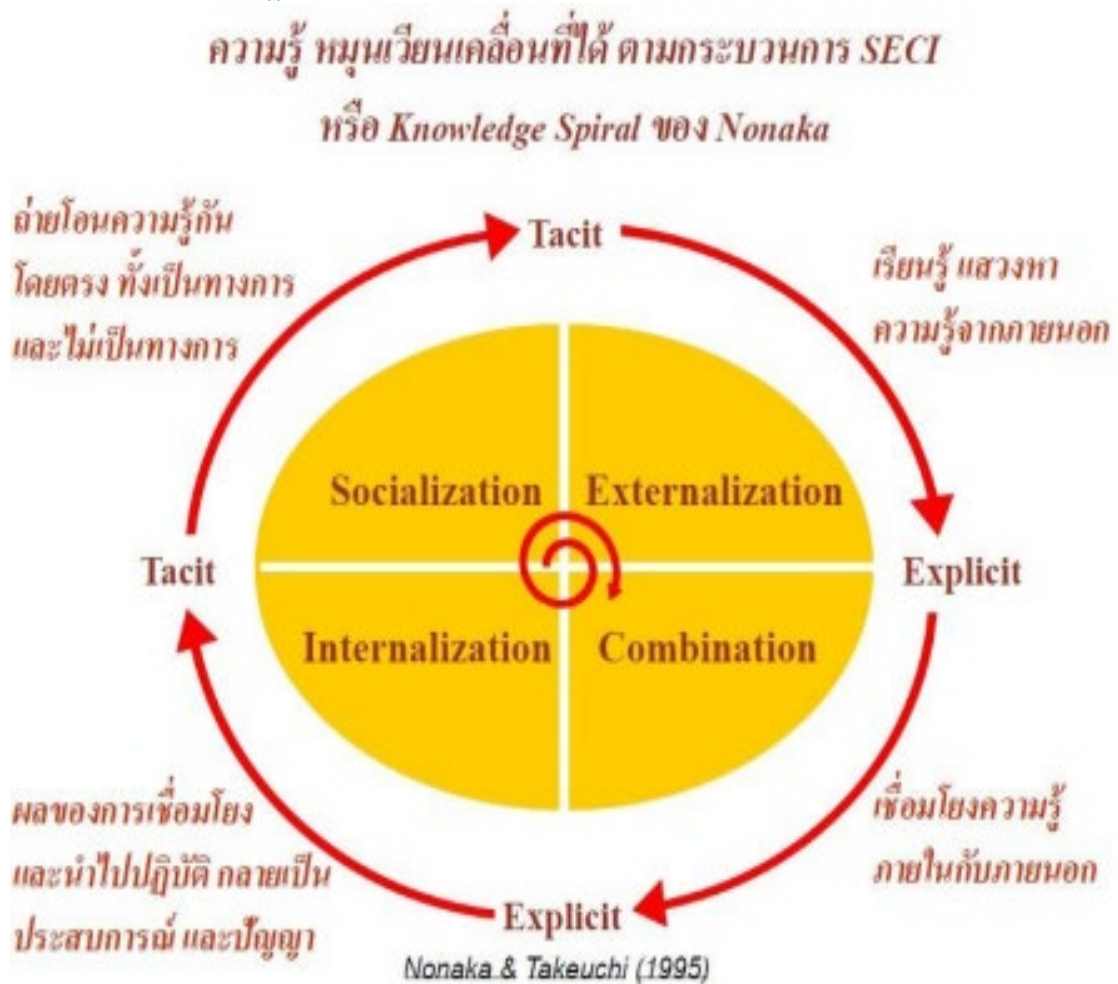 ความรู้ หมุนเวียนเคลื่อนที่ได้ ตามกระบวนการ SECI
หรือ Knowledge Spiral ของ Nonaka
ถ่ายโอนความรู้กัน
โดยตรง ทั้งเป็นทางการ
และไม่เป็นทางการ
Tacit
เรียนรู้ แสวงหา
ความรู้จากภายนอก
Socialization
Externalization
Tacit
Explicit
Internalization
Combination
ผลของการเชื่อมโยง
และนำไปปฏิบัติ กลายเป็น
ประสบการณ์ และปัญญา
เชื่อมโยงความรู้
ภายในกับภายนอก
Explicit
Nonaka & Takeuchi (1995)